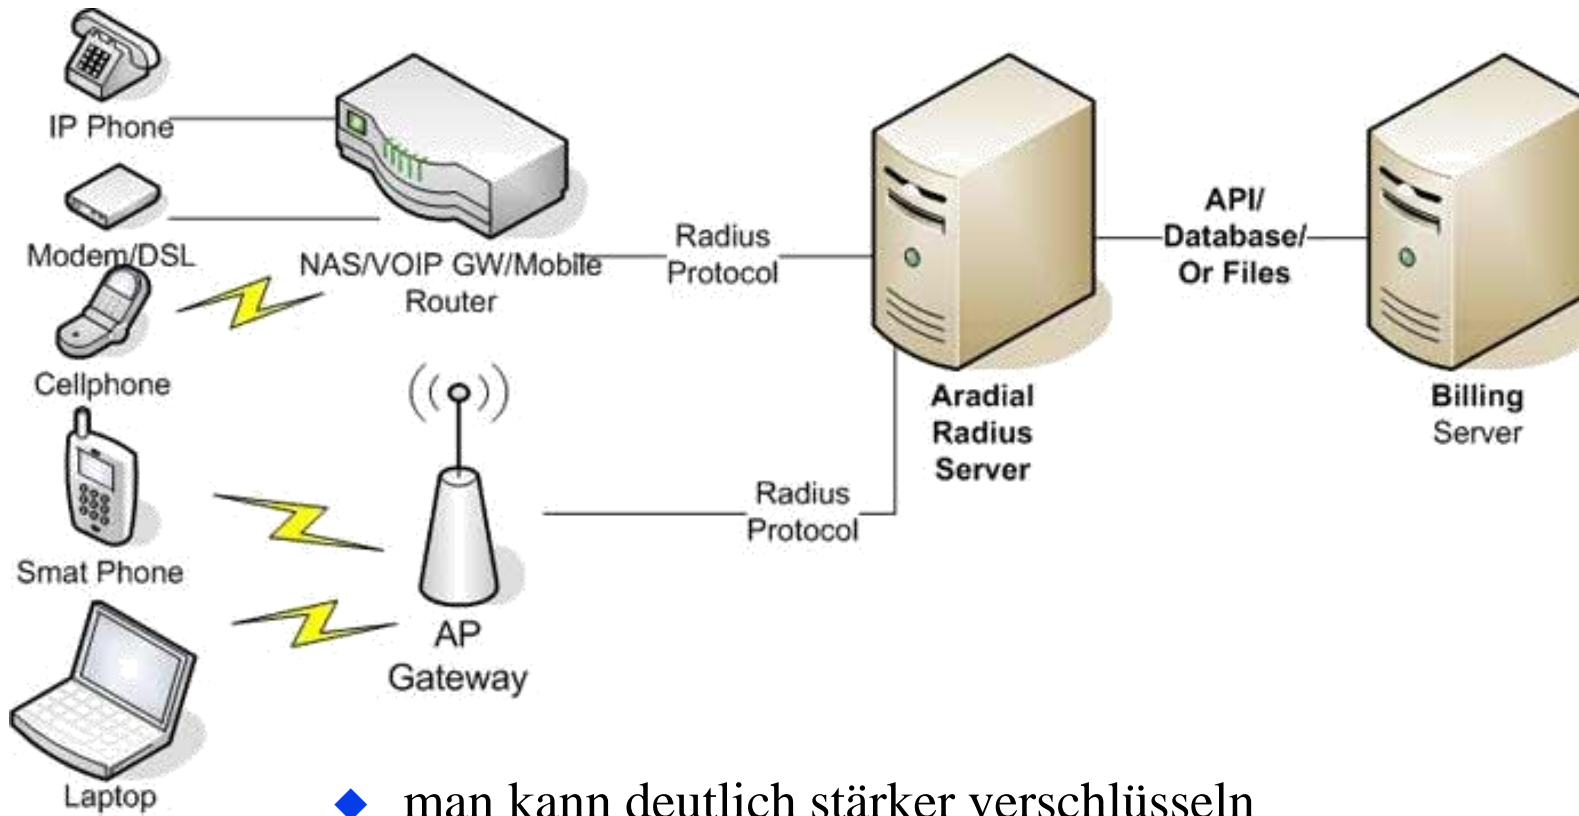 IP Phone
Modem/DSL
Cellphone
Smat Phone
Laptop
NAS/VOIP GW/Mobile
Router
AP
Gateway
Radius
Protocol
Radius
Protocol
Aradial
Radius
Server
API/
Database/
Or Files
Billing
Server
man kann deutlich stärker verschlüsseln